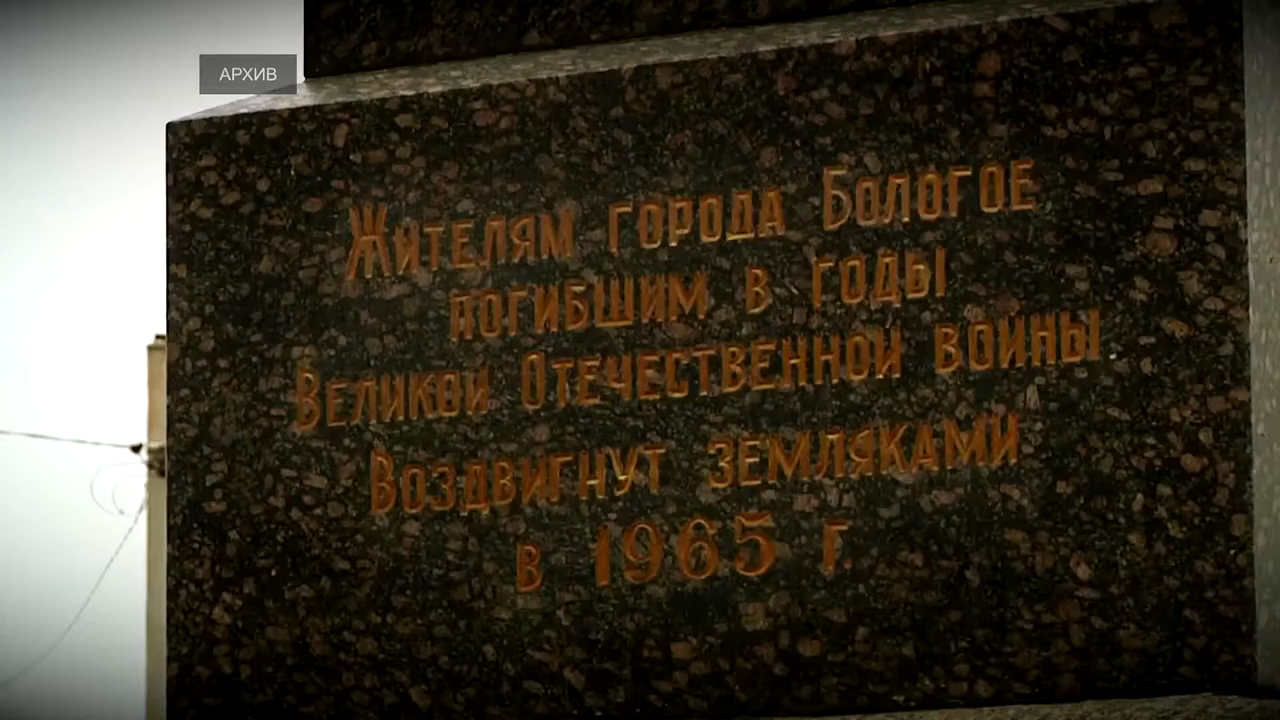 АРХИВ
Жителям города Бологое
погибшим в годы
Великой Отечественной войны
Воздвигнут земляками
в 1965 г.